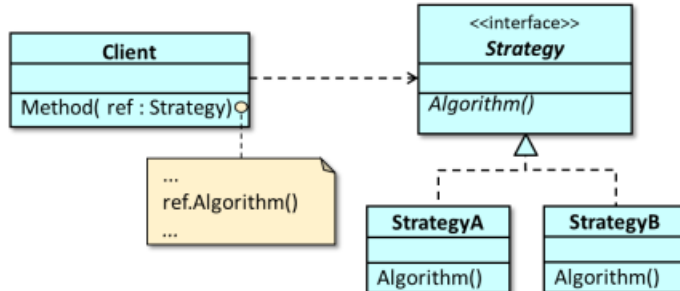 Client
Method( ref : Strategy)
...
ref.Algorithm()
...
<<interface>>
Strategy
Algorithm()
StrategyA
Algorithm()
StrategyB
Algorithm()